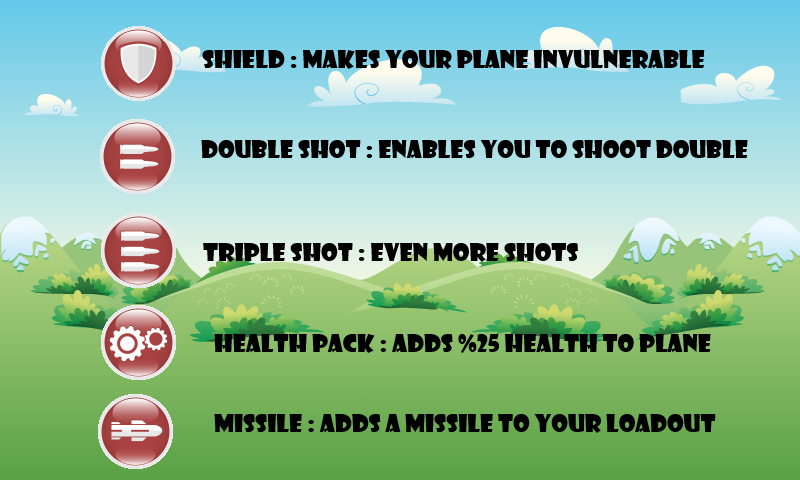 SHIELD : MAKES YOUR PLANE INVULNERABLE
DOUBLE SHOT : ENABLES YOU TO SHOOT DOUBLE
TRIPLE SHOT : EVEN MORE SHOTS
HEALTH PACK : ADDS %25 HEALTH TO PLANE
MISSILE : ADDS A MISSILE TO YOUR LOADOUT